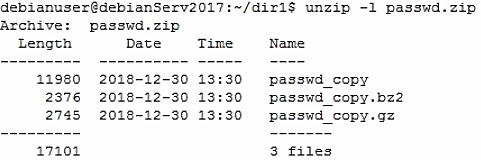 debianuser@debianServ2017:~/dir1$ unzip -l passwd.zip
Archive:  passwd.zip
  Length      Date    Time    Name
---------  ---------- -----   ----
    11980  2018-12-30 13:30   passwd_copy
     2376  2018-12-30 13:30   passwd_copy.bz2
     2745  2018-12-30 13:30   passwd_copy.gz
---------                     -------
    17101                     3 files